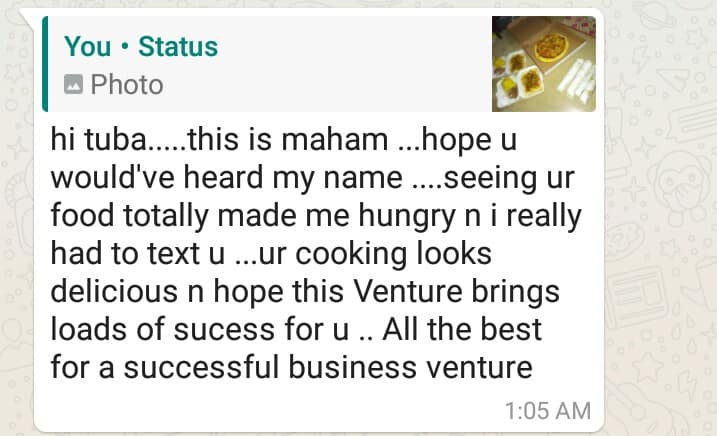 You • Status
Photo
hi tuba.....this is maham ...hope u
would've heard my name ....seeing ur
food totally made me hungry n i really
had to text u ...ur cooking looks
delicious n hope this Venture brings
loads of sucess for u .. All the best
for a successful business venture
1:05 AM